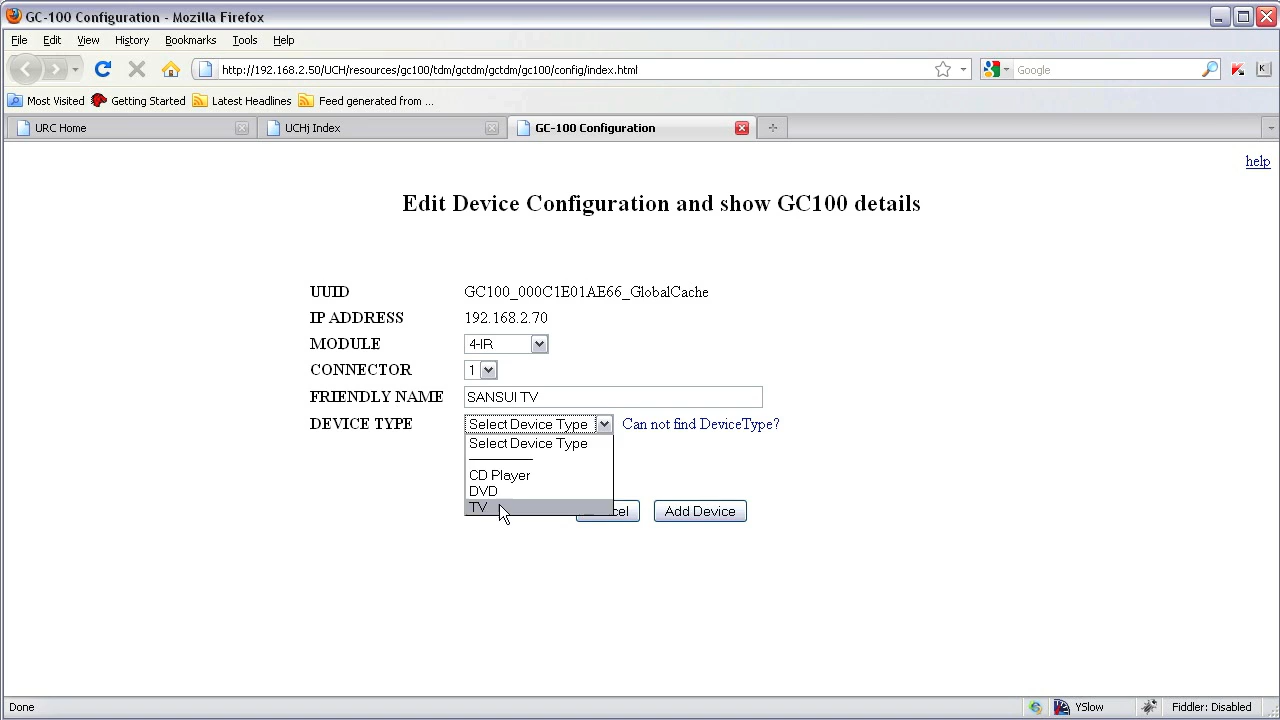 GC-100 Configuration - Mozilla Firefox
File Edit View History Bookmarks Tools Help
http://192.168.2.50/UCH/resources/gc100/tdm/gctdm/gctdm/gc100/config/index.html Google
Most Visited Getting Started Latest Headlines Feed generated from ...
URC Home UCHj Index GC-100 Configuration
help
Edit Device Configuration and show GC100 details
UUID GC100_000C1E01AE66_GlobalCache
IP ADDRESS 192.168.2.70
MODULE 4-IR
CONNECTOR 1
FRIENDLY NAME SANSUI TV
DEVICE TYPE Select Device Type Can not find DeviceType?
Select Device Type
CD Player
DVD
TV Add Device
Done YSlow Fiddler: Disabled